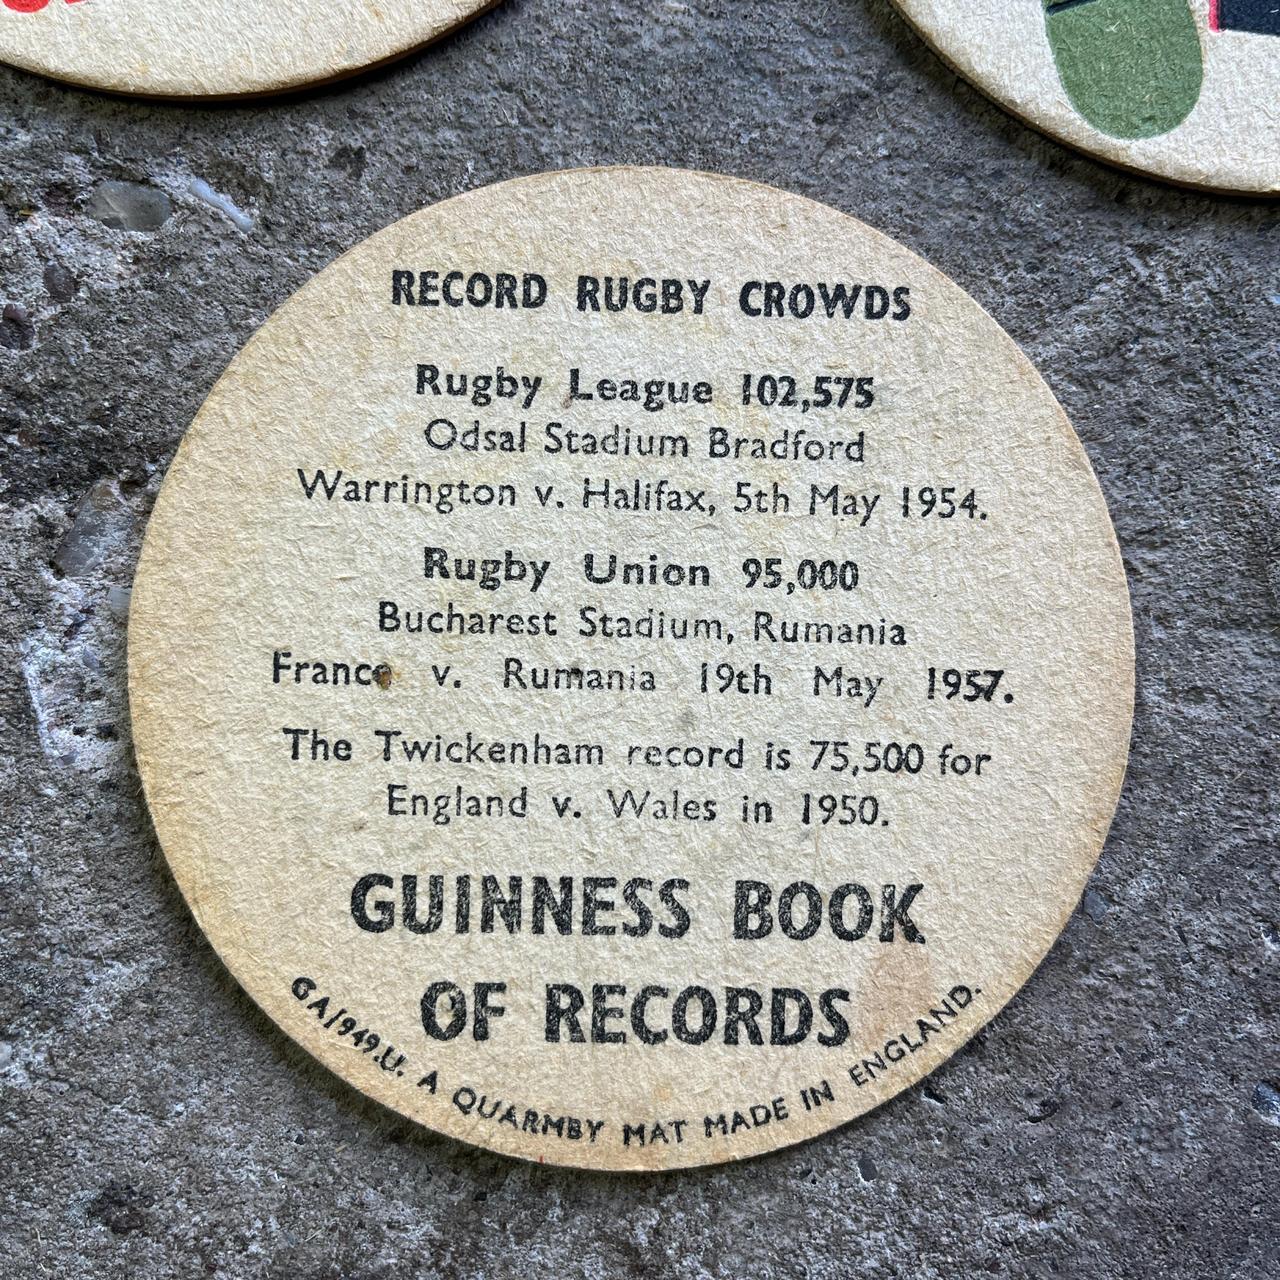 RECORD RUGBY CROWDS
Rugby League 102,575
Odsal Stadium Bradford
Warrington v. Halifax, 5th May 1954.
Rugby Union 95,000
Bucharest Stadium, Rumania
France v. Rumania 19th May 1957.
The Twickenham record is 75,500 for
England v. Wales in 1950.
GUINNESS BOOK
OF RECORDS
GA/949.U. A QUARMBY MAT MADE IN ENGLAND.